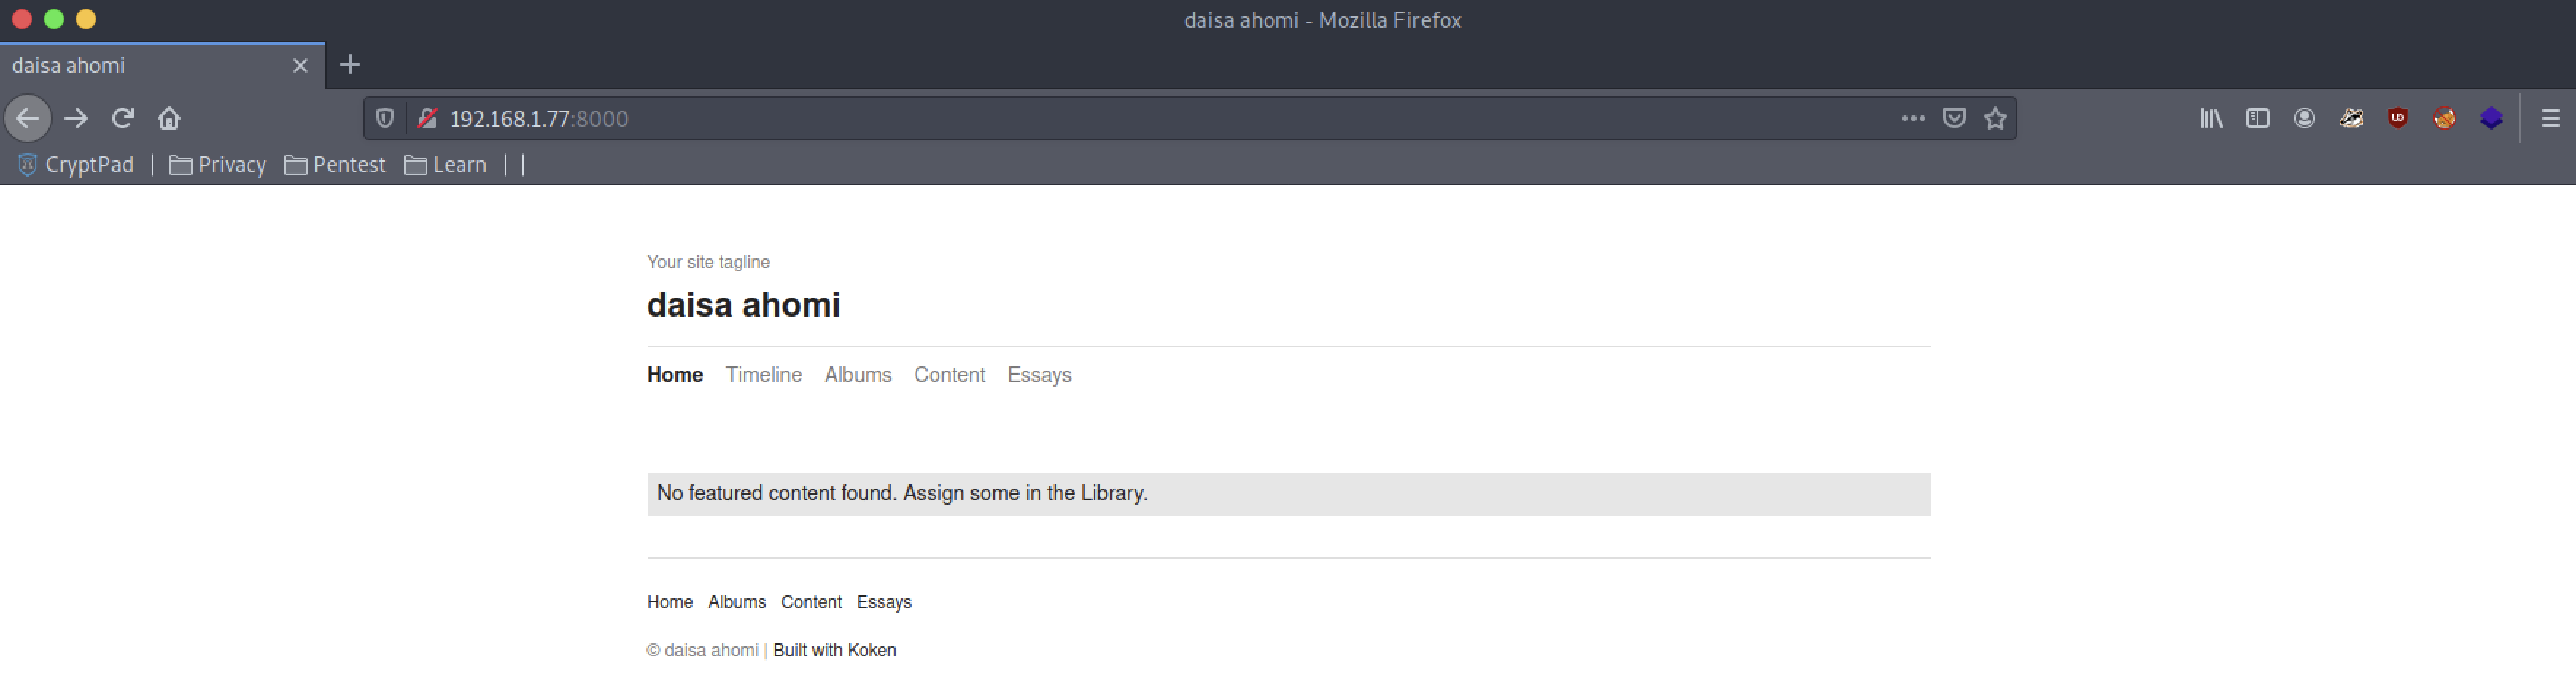 daisa ahomi - Mozilla Firefox
daisa ahomi
192.168.1.77:8000
CryptPad | Privacy Pentest Learn | |
Your site tagline
daisa ahomi
Home Timeline Albums Content Essays
No featured content found. Assign some in the Library.
Home Albums Content Essays
© daisa ahomi | Built with Koken